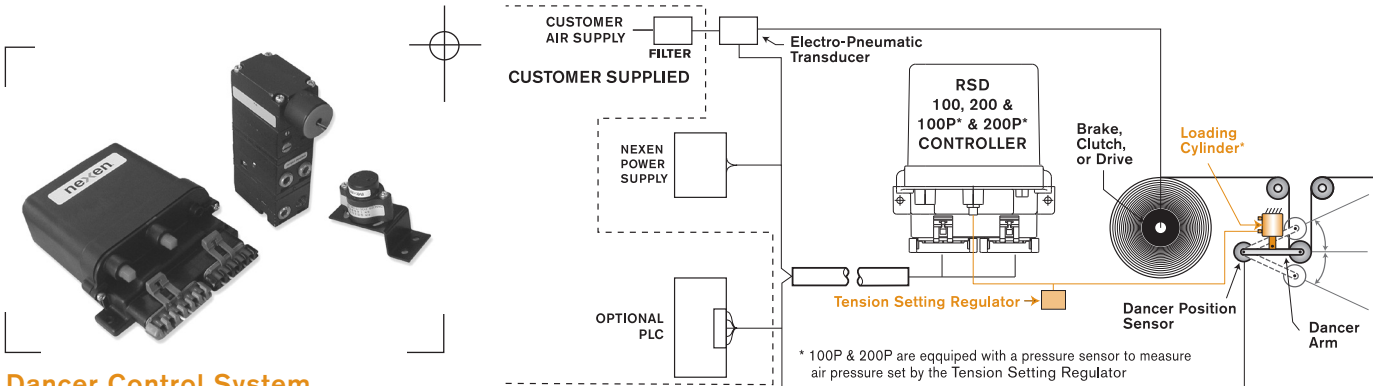 nexen
CUSTOMER
AIR SUPPLY
FILTER
Electro-Pneumatic
Transducer
CUSTOMER SUPPLIED
RSD
100, 200 &
100P* & 200P*
CONTROLLER
NEXEN
POWER
SUPPLY
Brake,
Clutch,
or Drive
Loading
Cylinder*
Tension Setting Regulator
Dancer Position
Sensor
Dancer
Arm
OPTIONAL
PLC
* 100P & 200P are equiped with a pressure sensor to measure
air pressure set by the Tension Setting Regulator
Dancer Control System